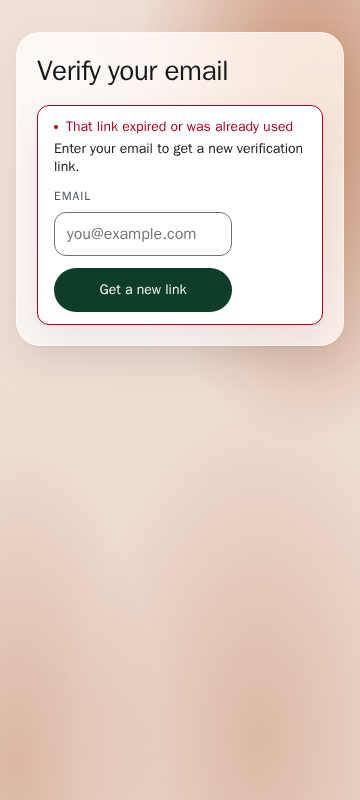 Verify your email
• That link expired or was already used
Enter your email to get a new verification
link.
EMAIL
you@example.com
Get a new link